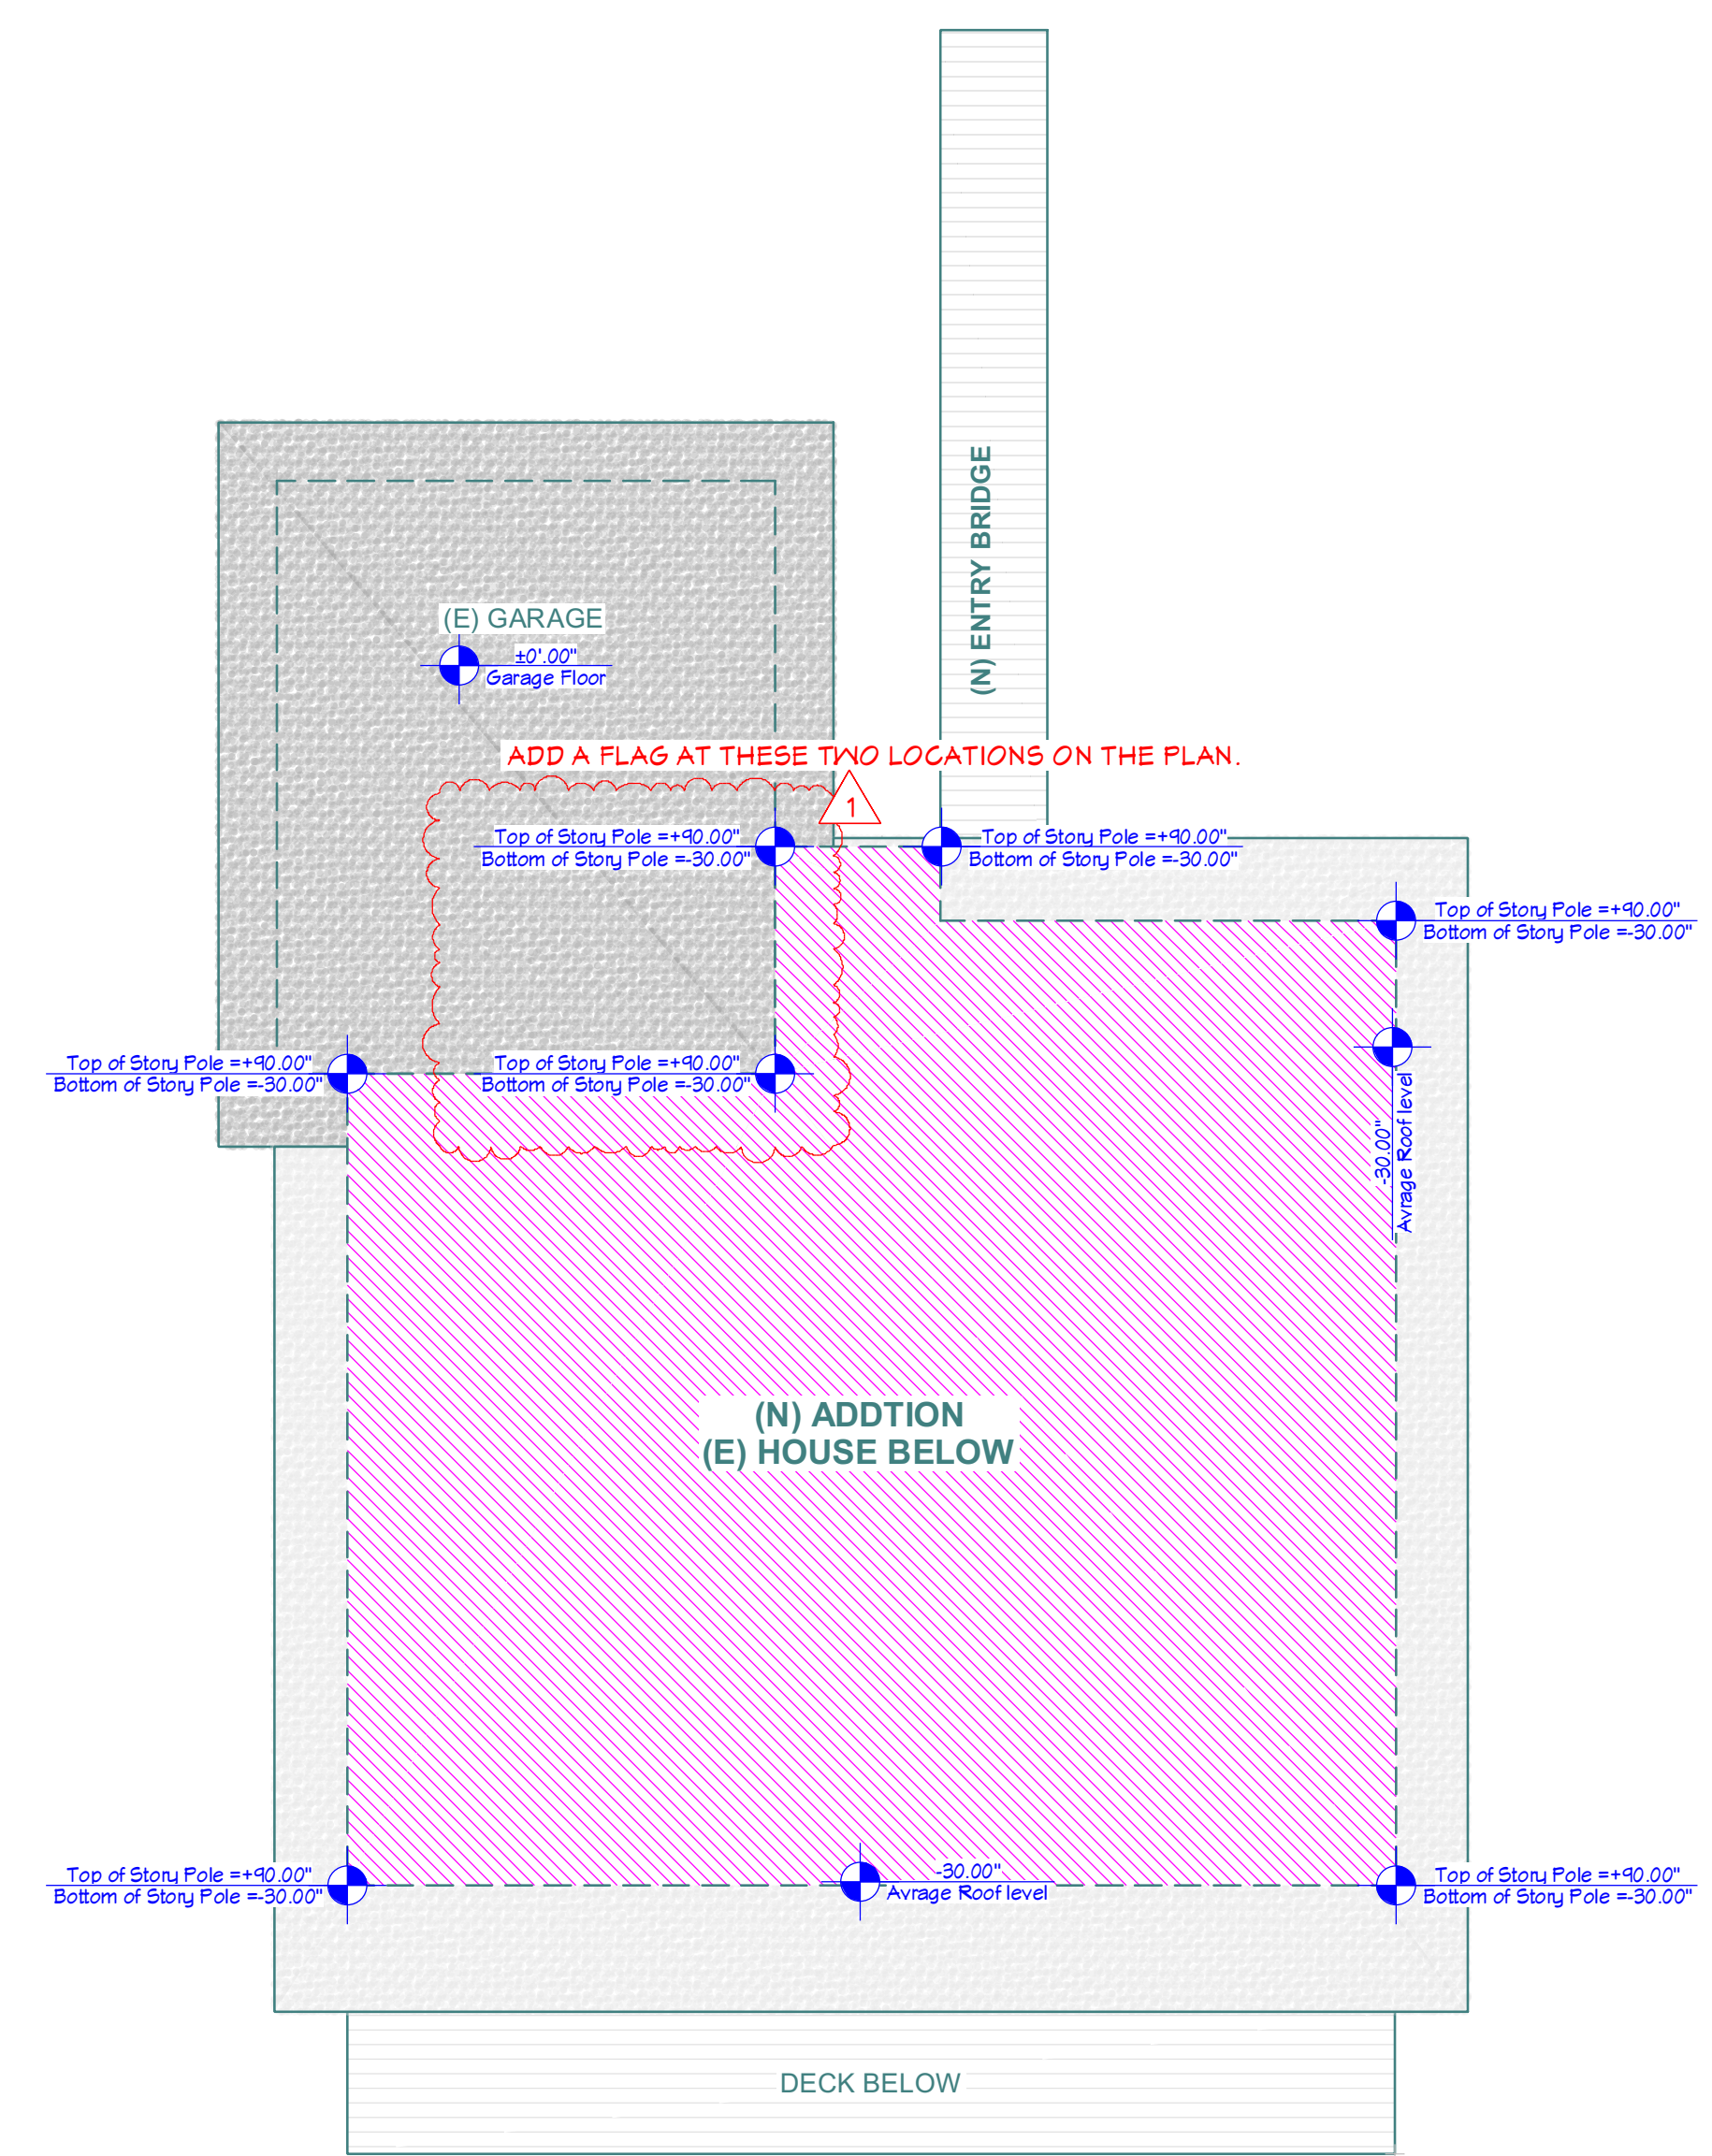 (N) ENTRY BRIDGE
(E) GARAGE
±0'.00"
Garage Floor
ADD A FLAG AT THESE TWO LOCATIONS ON THE PLAN.
1
Top of Story Pole =+90.00"
Bottom of Story Pole =-30.00"
Top of Story Pole =+90.00"
Bottom of Story Pole =-30.00"
Top of Story Pole =+90.00"
Bottom of Story Pole =-30.00"
Top of Story Pole =+90.00"
Bottom of Story Pole =-30.00"
Top of Story Pole =+90.00"
Bottom of Story Pole =-30.00"
-30.00"
Avrage Roof level
(N) ADDTION
(E) HOUSE BELOW
Top of Story Pole =+90.00"
Bottom of Story Pole =-30.00"
-30.00"
Avrage Roof level
Top of Story Pole =+90.00"
Bottom of Story Pole =-30.00"
DECK BELOW